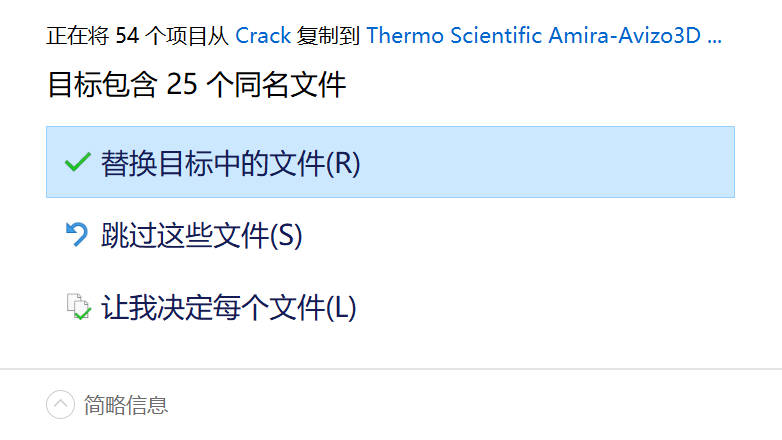 正在将 54 个项目从 Crack 复制到 Thermo Scientific Amira-Avizo3D ...
目标包含 25 个同名文件
替换目标中的文件(R)
跳过这些文件(S)
让我决定每个文件(L)
简略信息